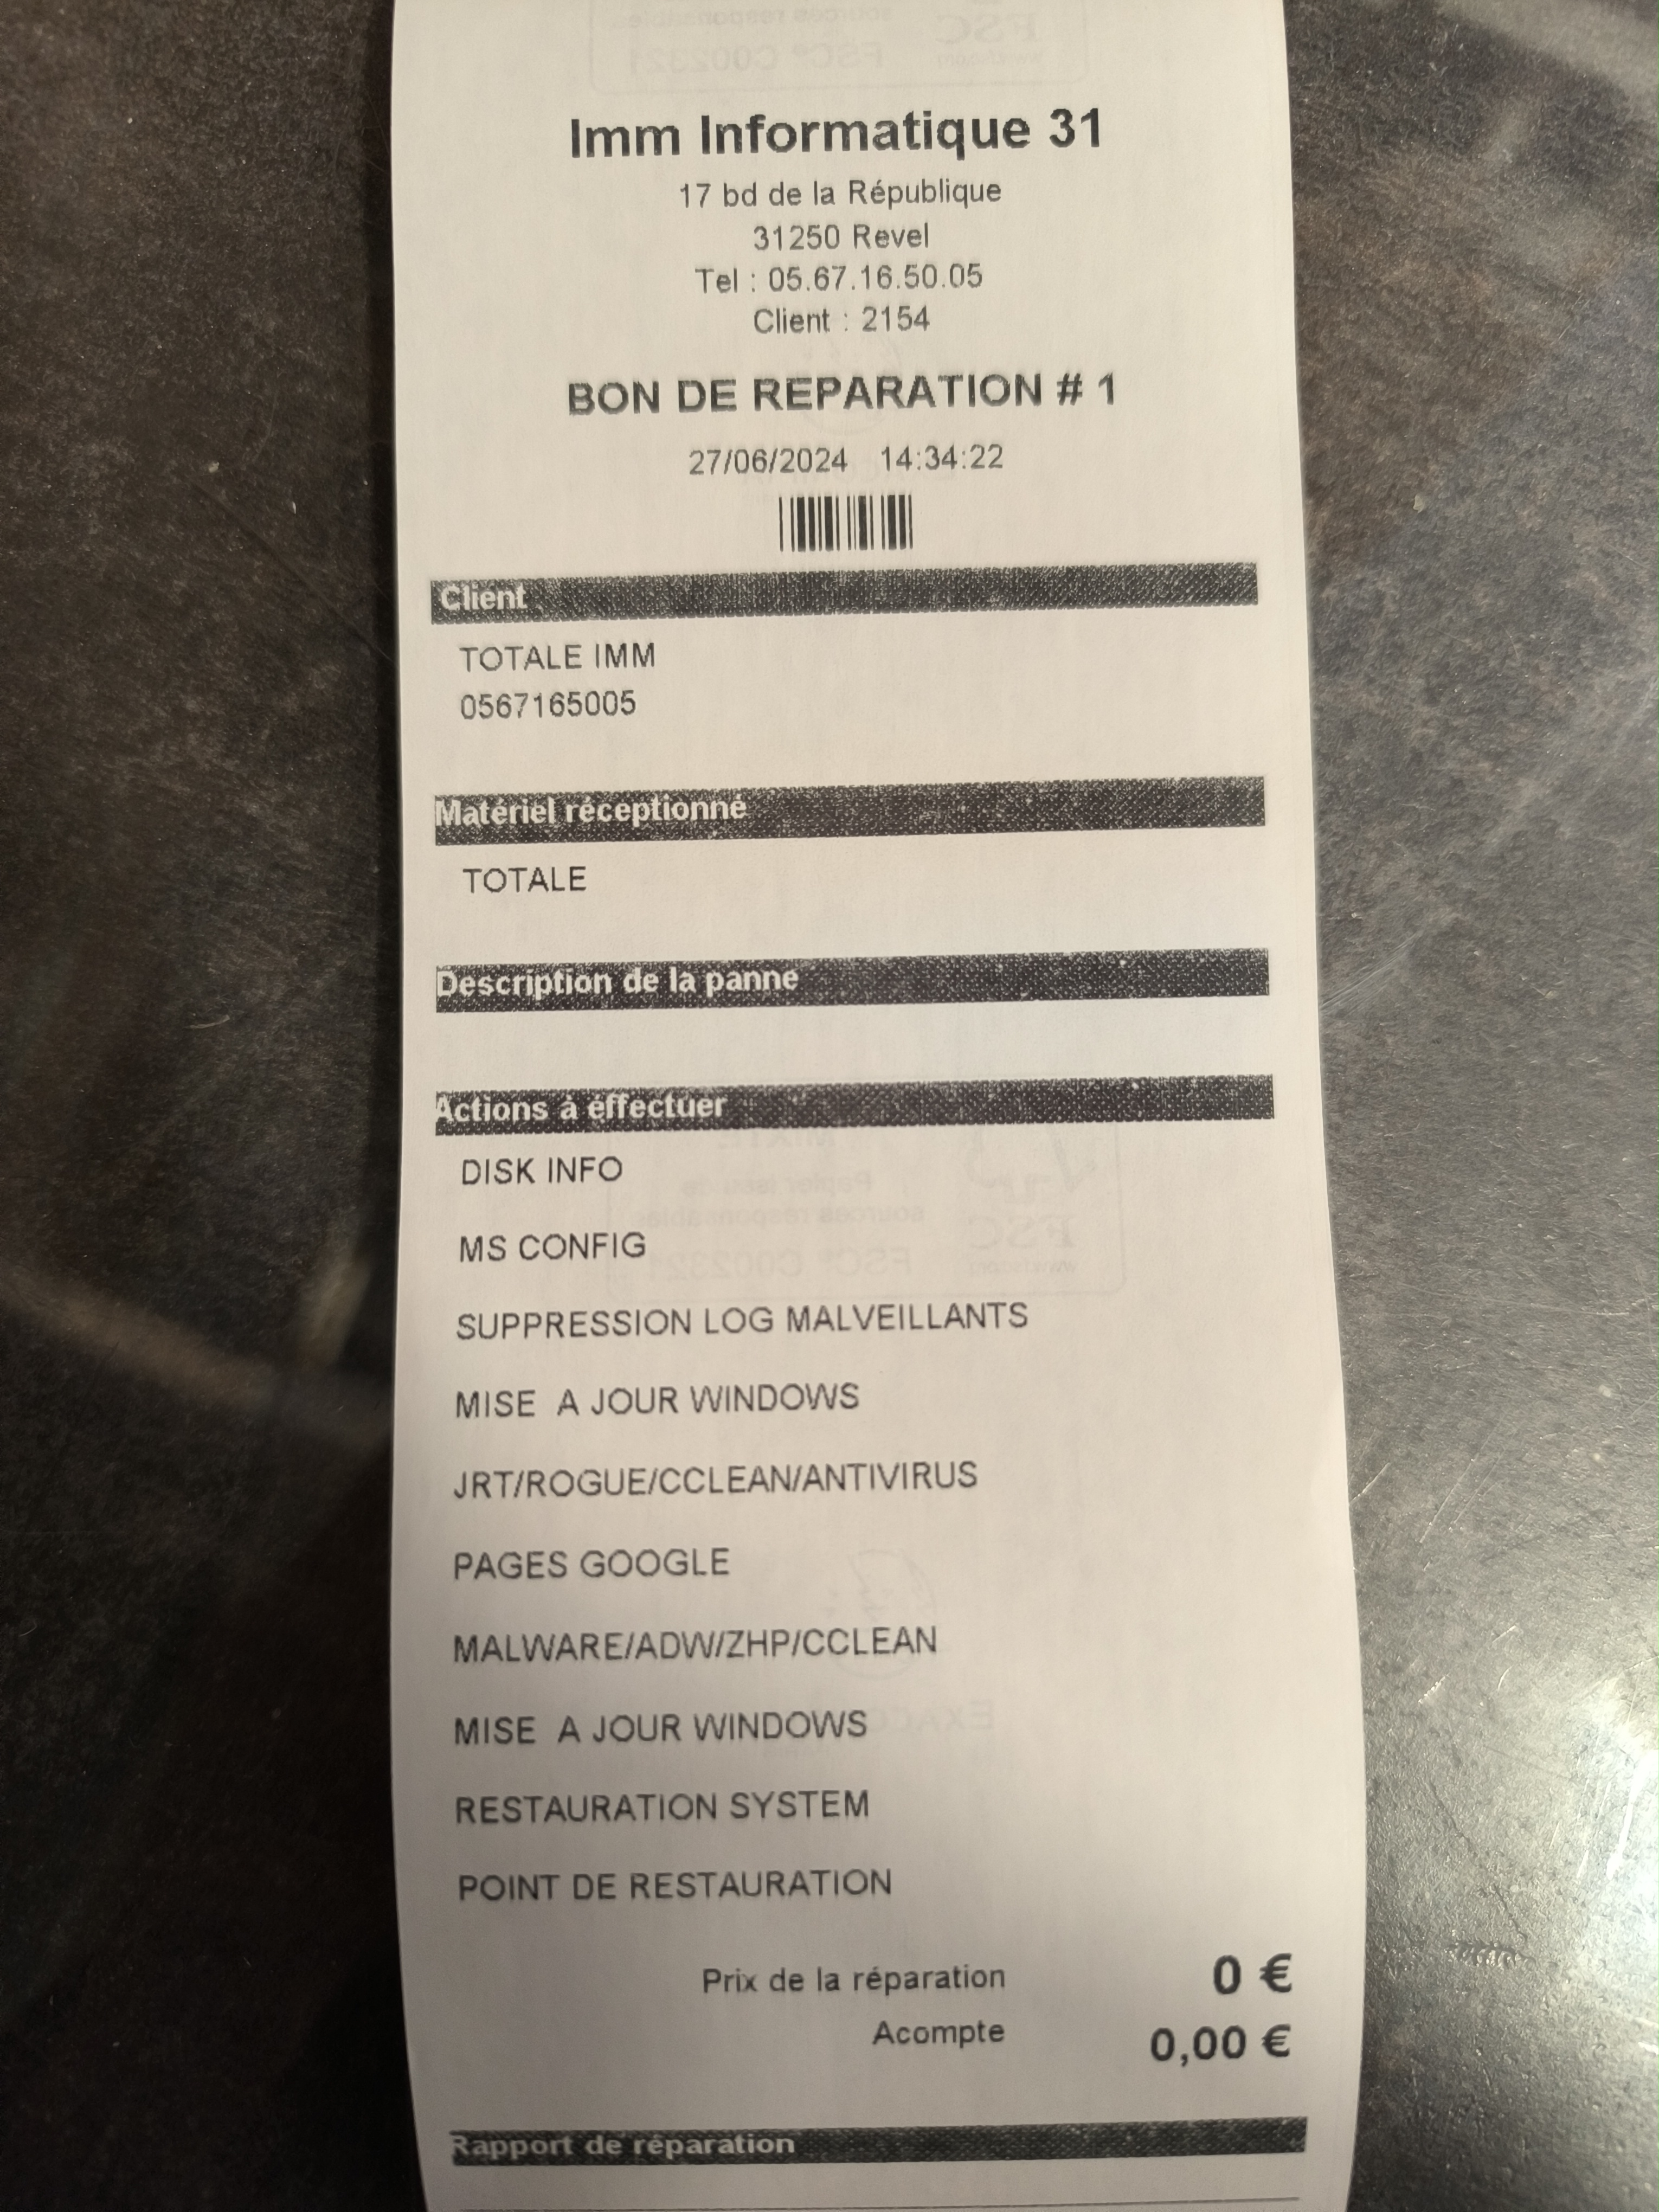 Imm Informatique 31
17 bd de la République
31250 Revel
Tel : 05.67.16.50.05
Client : 2154
BON DE REPARATION # 1
27/06/2024 14:34:22
Client
TOTALE IMM
0567165005
Matériel réceptionné
TOTALE
Description de la panne
Actions à éffectuer
DISK INFO
MS CONFIG
SUPPRESSION LOG MALVEILLANTS
MISE A JOUR WINDOWS
JRT/ROGUE/CCLEAN/ANTIVIRUS
PAGES GOOGLE
MALWARE/ADW/ZHP/CCLEAN
MISE A JOUR WINDOWS
RESTAURATION SYSTEM
POINT DE RESTAURATION
Prix de la réparation 0 €
Acompte 0,00 €
Rapport de réparation